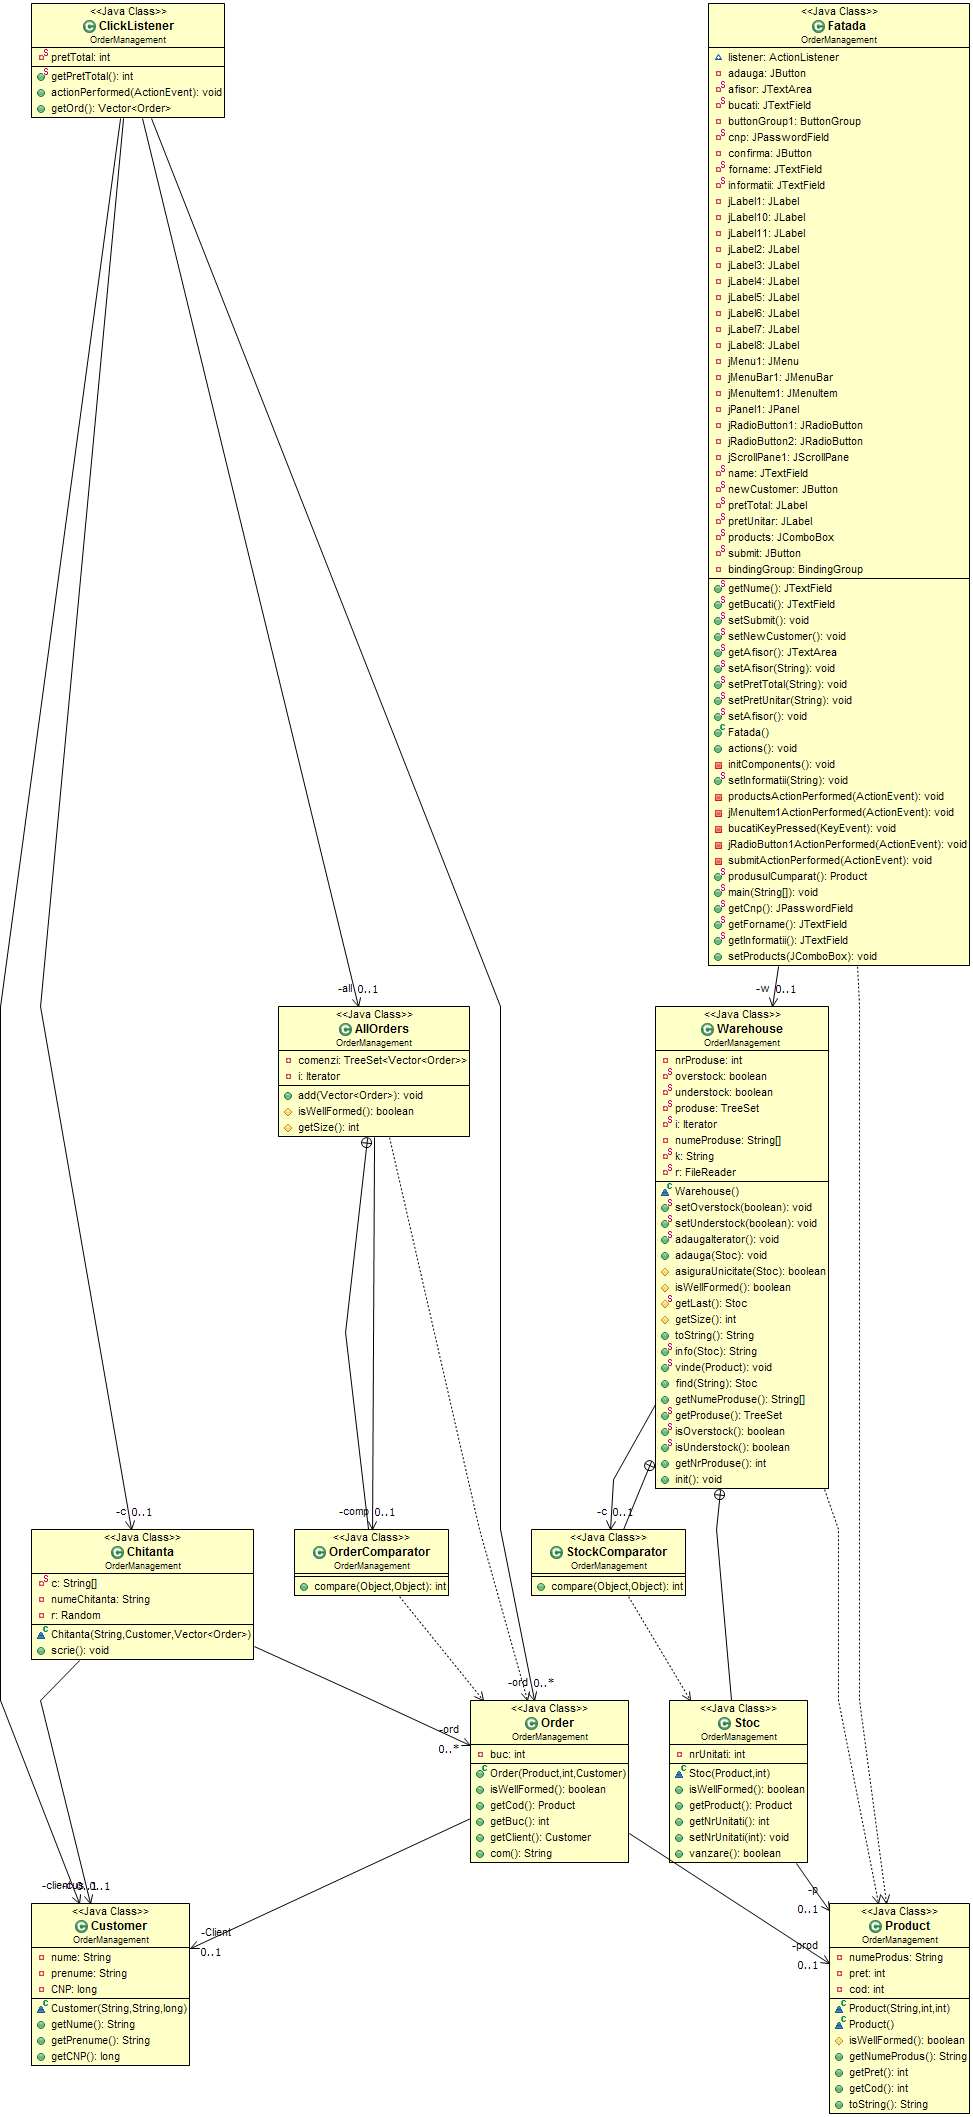 <<Java Class>>
ClickListener
OrderManagement
pretTotal: int
getPretTotal(): int
actionPerformed(ActionEvent): void
getOrd(): Vector<Order>
<<Java Class>>
Fatada
OrderManagement
listener: ActionListener
adauga: JButton
afisor: JTextArea
bucati: JTextField
buttonGroup1: ButtonGroup
cnp: JPasswordField
confirma: JButton
forname: JTextField
informatii: JTextField
jLabel1: JLabel
jLabel10: JLabel
jLabel11: JLabel
jLabel2: JLabel
jLabel3: JLabel
jLabel4: JLabel
jLabel5: JLabel
jLabel6: JLabel
jLabel7: JLabel
jLabel8: JLabel
jMenu1: JMenu
jMenuBar1: JMenuBar
jMenuItem1: JMenuItem
jPanel1: JPanel
jRadioButton1: JRadioButton
jRadioButton2: JRadioButton
jScrollPane1: JScrollPane
name: JTextField
newCustomer: JButton
pretTotal: JLabel
pretUnitar: JLabel
products: JComboBox
submit: JButton
bindingGroup: BindingGroup
getNume(): JTextField
getBucati(): JTextField
setSubmit(): void
setNewCustomer(): void
getAfisor(): JTextArea
setAfisor(String): void
setPretTotal(String): void
setPretUnitar(String): void
setAfisor(): void
Fatada()
actions(): void
initComponents(): void
setInformatii(String): void
productsActionPerformed(ActionEvent): void
jMenuItem1ActionPerformed(ActionEvent): void
bucatiKeyPressed(KeyEvent): void
jRadioButton1ActionPerformed(ActionEvent): void
submitActionPerformed(ActionEvent): void
produsulCumparat(): Product
main(String[]): void
getCnp(): JPasswordField
getForname(): JTextField
getInformatii(): JTextField
setProducts(JComboBox): void
-all 0..1
-w 0..1
<<Java Class>>
AllOrders
OrderManagement
comenzi: TreeSet<Vector<Order>>
i: Iterator
add(Vector<Order>): void
isWellFormed(): boolean
getSize(): int
<<Java Class>>
Warehouse
OrderManagement
nrProduse: int
overstock: boolean
understock: boolean
produse: TreeSet
i: Iterator
numeProduse: String[]
k: String
r: FileReader
Warehouse()
setOverstock(boolean): void
setUnderstock(boolean): void
adaugaIterator(): void
adauga(Stoc): void
asiguraUnicitate(Stoc): boolean
isWellFormed(): boolean
getLast(): Stoc
getSize(): int
toString(): String
info(Stoc): String
vinde(Product): void
find(String): Stoc
getNumeProduse(): String[]
getProduse(): TreeSet
isOverstock(): boolean
isUnderstock(): boolean
getNrProduse(): int
init(): void
-c 0..1
-comp 0..1
-c 0..1
<<Java Class>>
Chitanta
OrderManagement
c: String[]
numeChitanta: String
r: Random
Chitanta(String,Customer,Vector<Order>)
scrie(): void
<<Java Class>>
OrderComparator
OrderManagement
compare(Object,Object): int
<<Java Class>>
StockComparator
OrderManagement
compare(Object,Object): int
-ord 0..*
-ord
0..*
<<Java Class>>
Order
OrderManagement
buc: int
Order(Product,int,Customer)
isWellFormed(): boolean
getCod(): Product
getBuc(): int
getClient(): Customer
com(): String
<<Java Class>>
Stoc
OrderManagement
nrUnitati: int
Stoc(Product,int)
isWellFormed(): boolean
getProduct(): Product
getNrUnitati(): int
setNrUnitati(int): void
vanzare(): boolean
-p
0..1
0..1
-Client
0..1
-prod
0..1
<<Java Class>>
Customer
OrderManagement
nume: String
prenume: String
CNP: long
Customer(String,String,long)
getNume(): String
getPrenume(): String
getCNP(): long
<<Java Class>>
Product
OrderManagement
numeProdus: String
pret: int
cod: int
Product(String,int,int)
Product()
isWellFormed(): boolean
getNumeProdus(): String
getPret(): int
getCod(): int
toString(): String